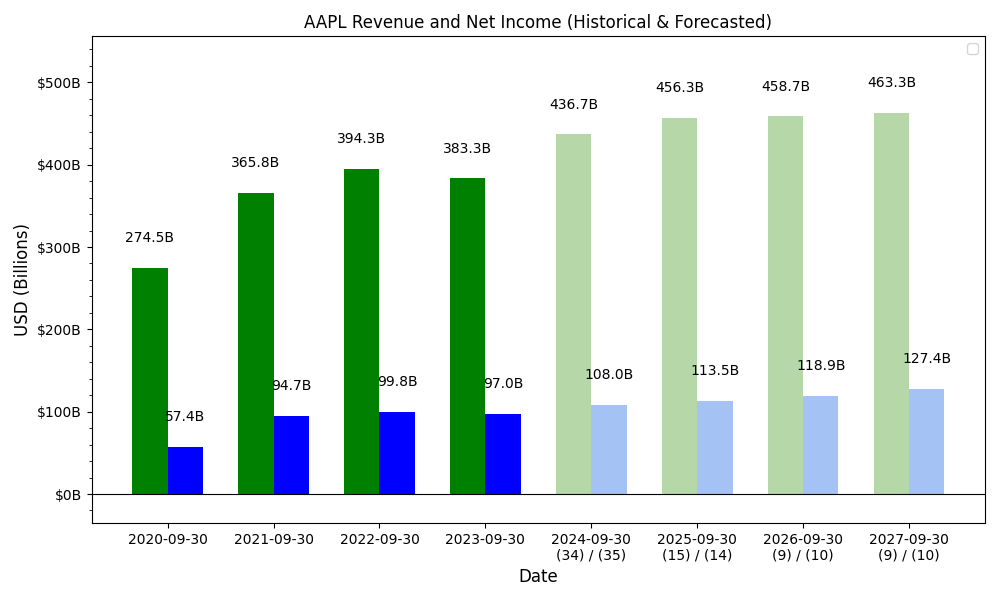 AAPL Revenue and Net Income (Historical & Forecasted)
USD (Billions)
$500B
$400B
$300B
$200B
$100B
$0B
274.5B
57.4B
365.8B
94.7B
394.3B
99.8B
383.3B
97.0B
436.7B
108.0B
456.3B
113.5B
458.7B
118.9B
463.3B
127.4B
2020-09-30
2021-09-30
2022-09-30
2023-09-30
2024-09-30
(34) / (35)
2025-09-30
(15) / (14)
2026-09-30
(9) / (10)
2027-09-30
(9) / (10)
Date